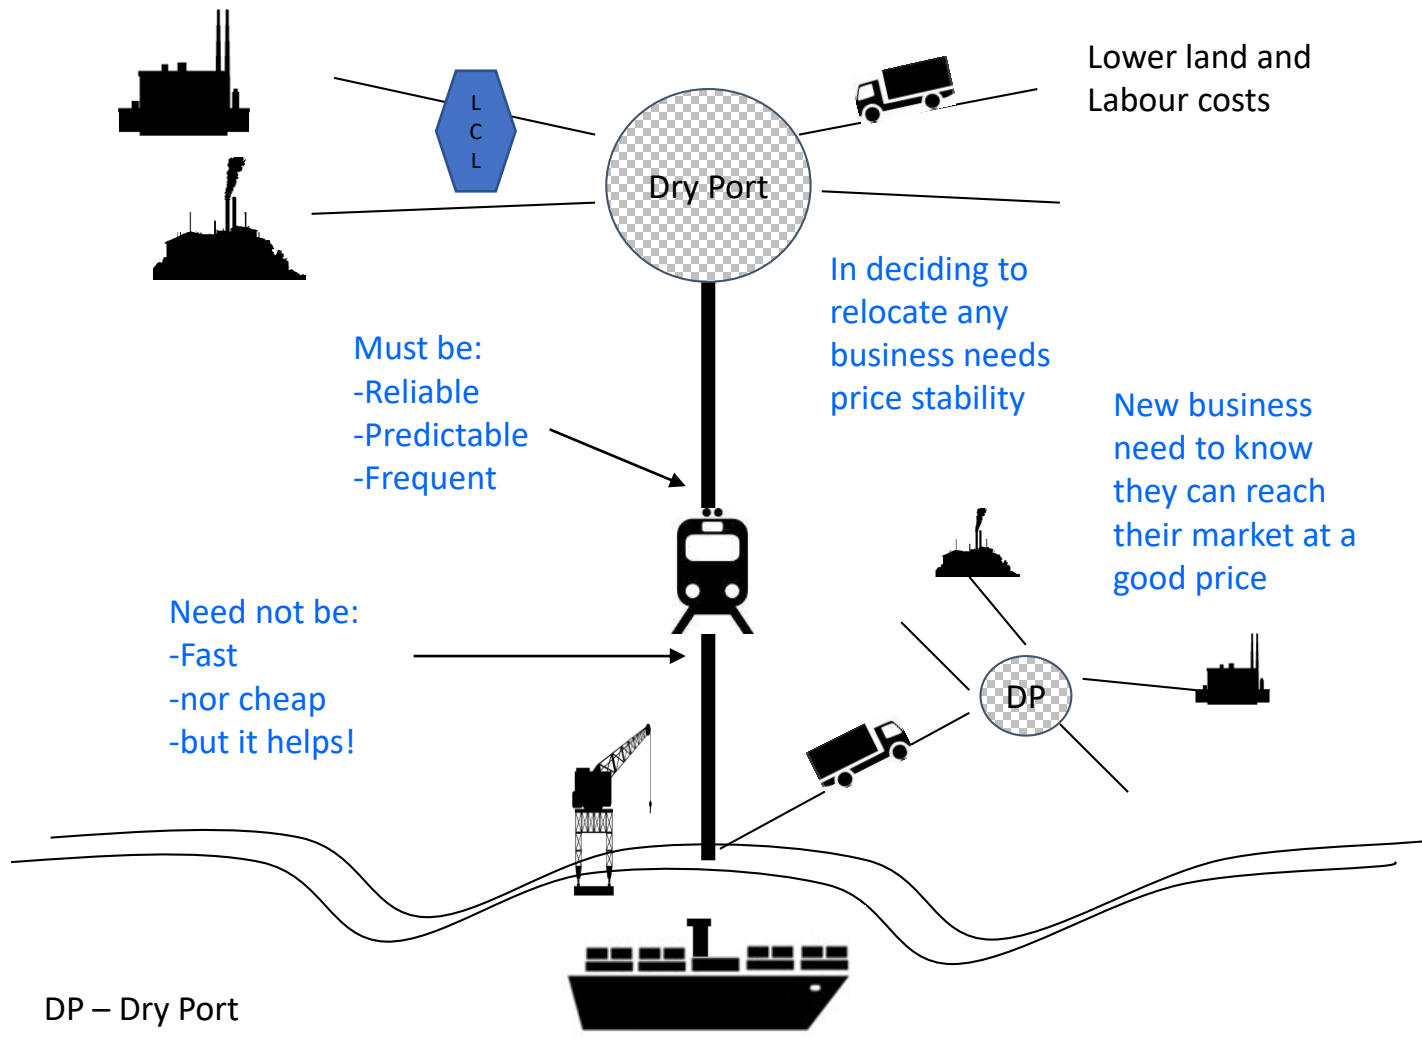 Lower land and
Labour costs
L
C
L
Dry Port
In deciding to
relocate any
business needs
price stability
Must be:
-Reliable
-Predictable
-Frequent
New business
need to know
they can reach
their market at a
good price
Need not be:
-Fast
-nor cheap
-but it helps!
DP
DP – Dry Port